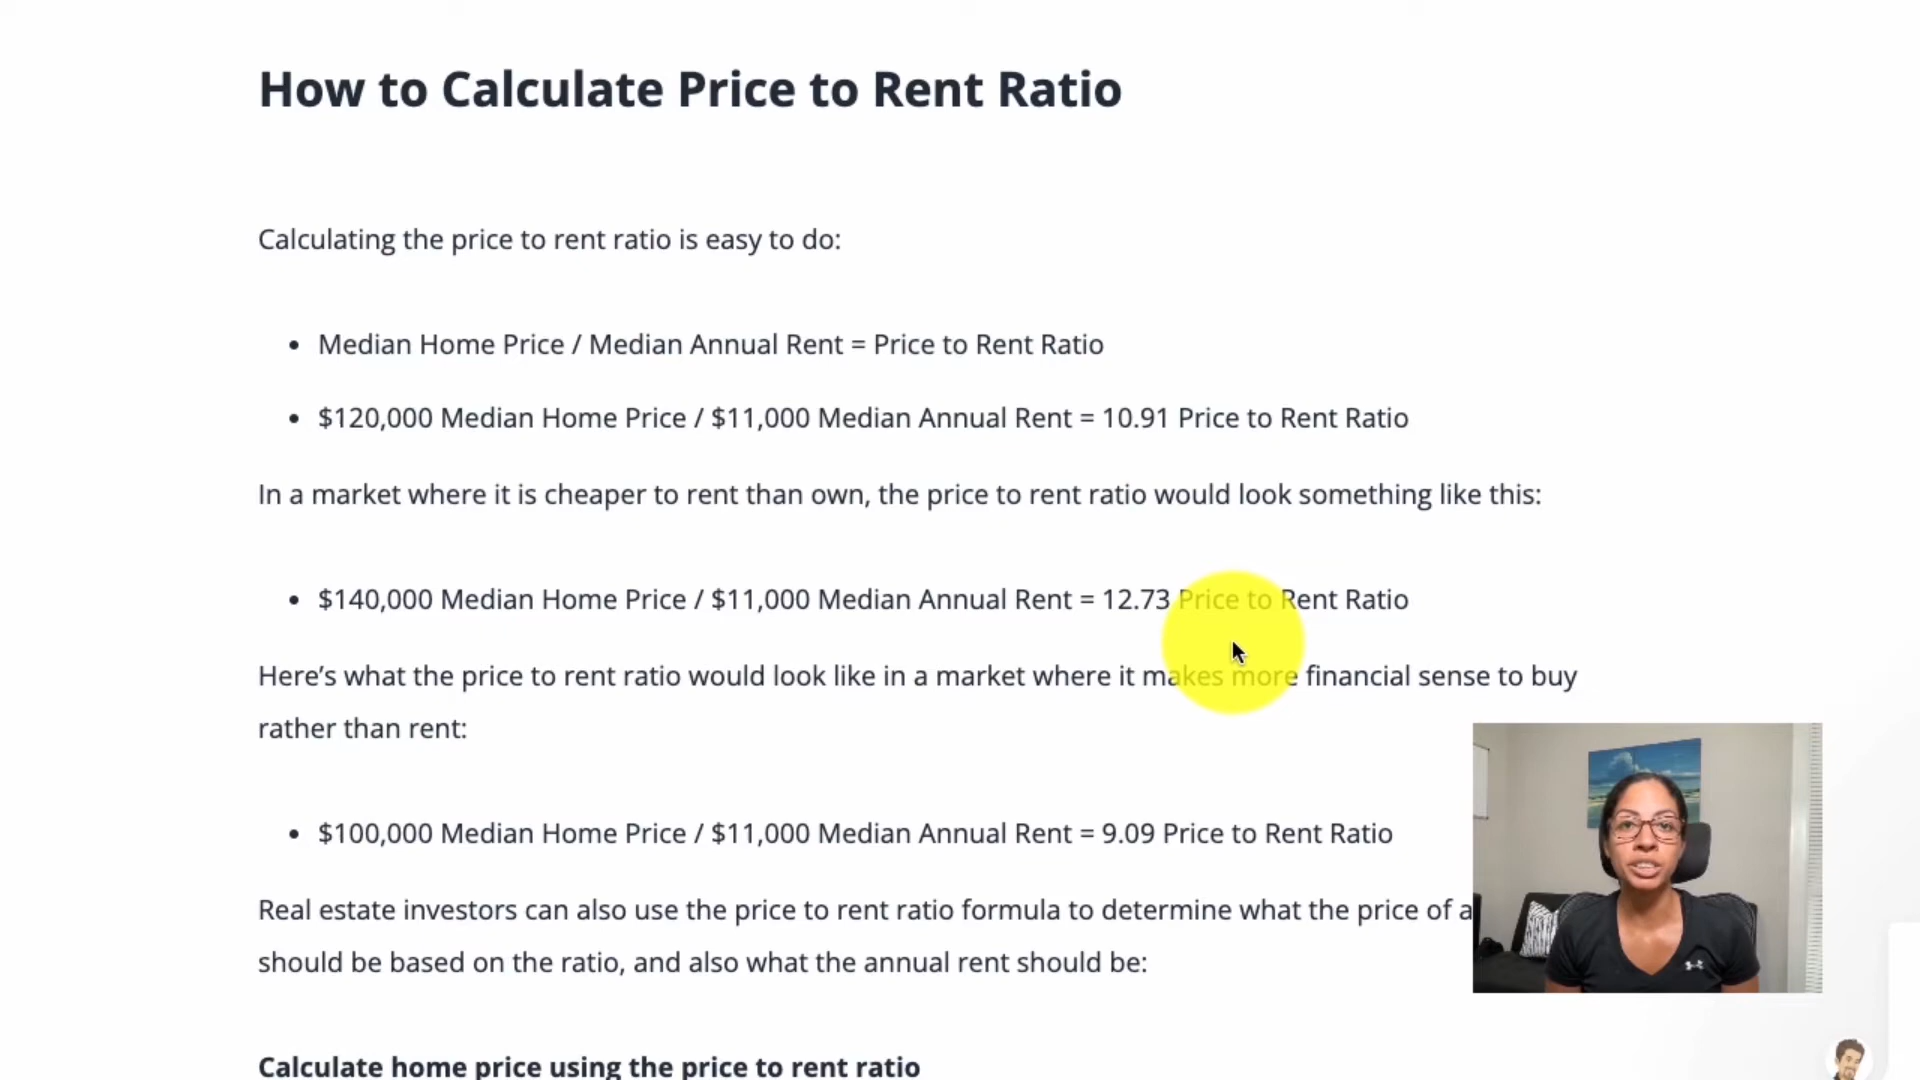 How to Calculate Price to Rent Ratio
Calculating the price to rent ratio is easy to do:
• Median Home Price / Median Annual Rent = Price to Rent Ratio
• $120,000 Median Home Price / $11,000 Median Annual Rent = 10.91 Price to Rent Ratio
In a market where it is cheaper to rent than own, the price to rent ratio would look something like this:
• $140,000 Median Home Price / $11,000 Median Annual Rent = 12.73 Price to Rent Ratio
Here’s what the price to rent ratio would look like in a market where it makes more financial sense to buy
rather than rent:
• $100,000 Median Home Price / $11,000 Median Annual Rent = 9.09 Price to Rent Ratio
Real estate investors can also use the price to rent ratio formula to determine what the price of a
should be based on the ratio, and also what the annual rent should be:
Calculate home price using the price to rent ratio